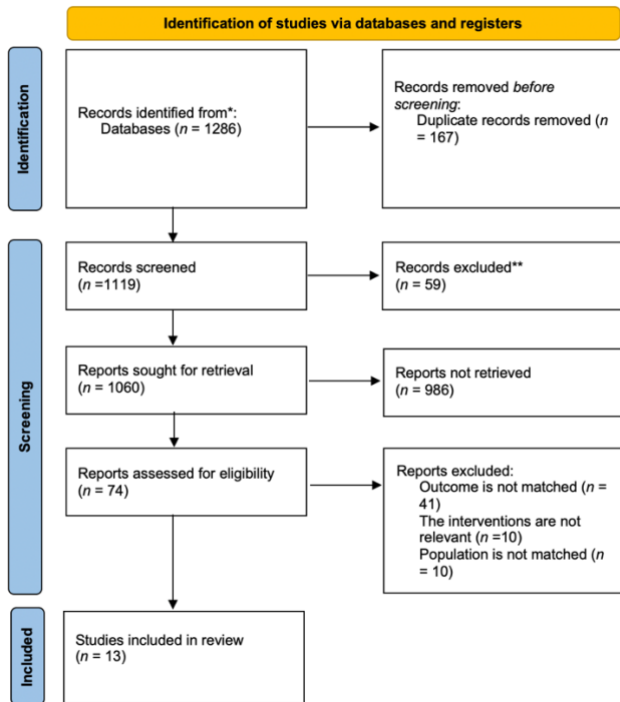 Identification of studies via databases and registers
Identification
Records identified from*:
Databases (n = 1286)
Records removed before
screening:
Duplicate records removed (n
= 167)
Screening
Records screened
(n =1119)
Records excluded**
(n = 59)
Reports sought for retrieval
(n = 1060)
Reports not retrieved
(n = 986)
Reports assessed for eligibility
(n = 74)
Reports excluded:
Outcome is not matched (n =
41)
The interventions are not
relevant (n =10)
Population is not matched (n
= 10)
Included
Studies included in review
(n = 13)